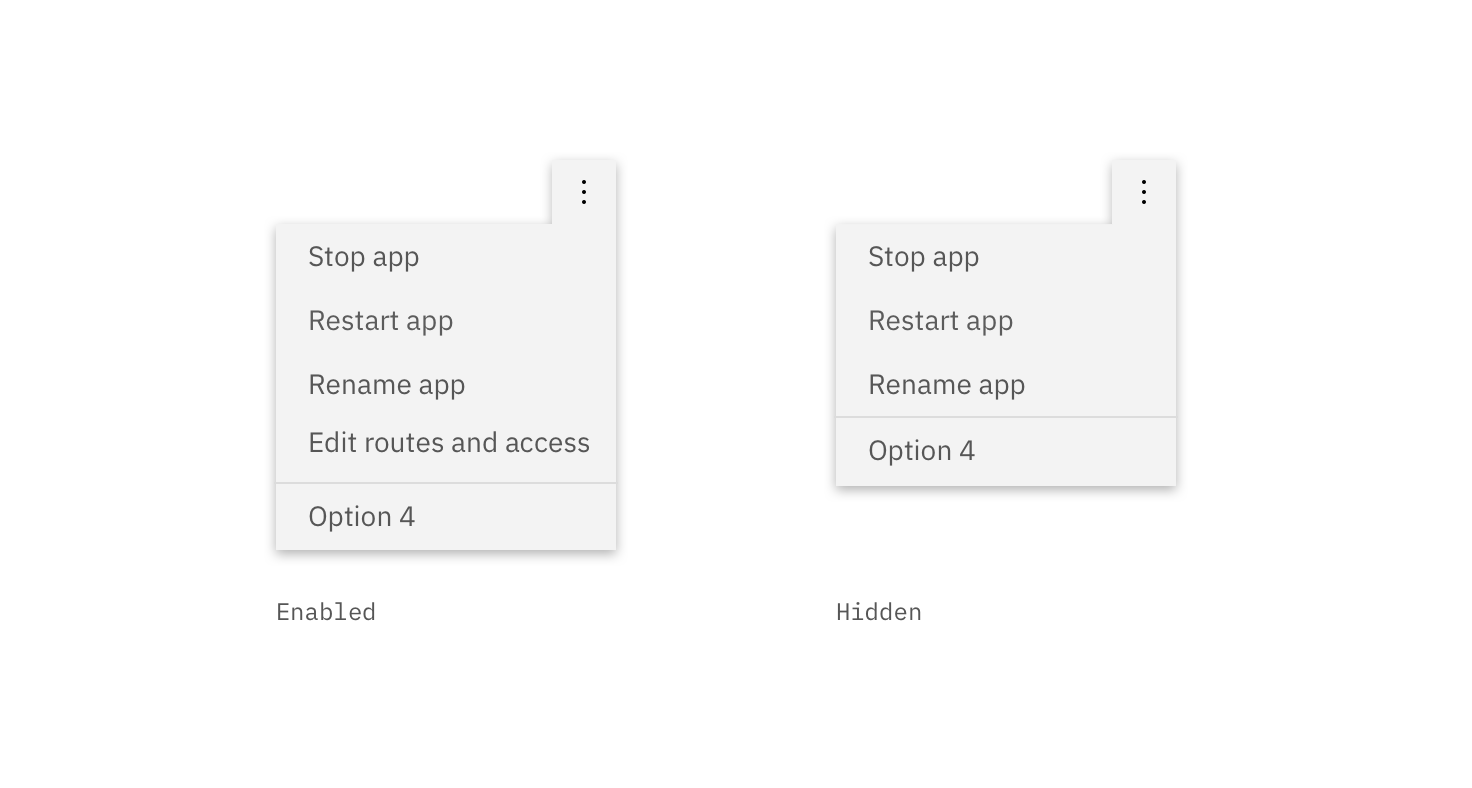 Stop app
Restart app
Rename app
Edit routes and access
Option 4
Enabled
Stop app
Restart app
Rename app
Option 4
Hidden